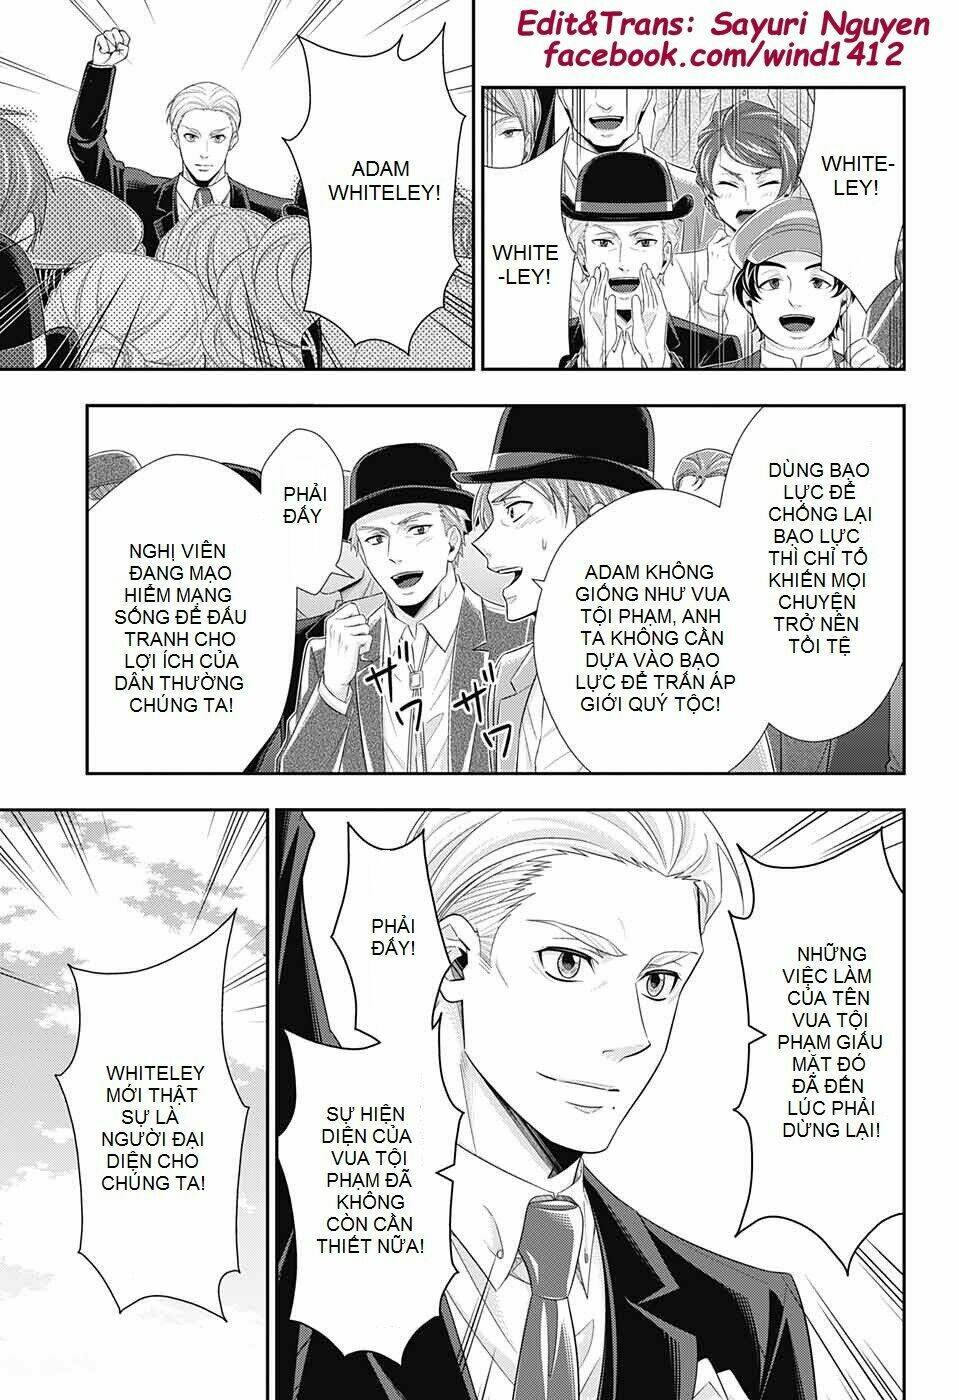 Edit&Trans: Sayuri Nguyen
facebook.com/wind1412
WHITE-
LEY!
WHITE
-LEY!
ADAM
WHITELEY!
DÙNG BẠO
LỰC ĐỂ
CHỐNG LẠI
BẠO LỰC
THÌ CHỈ TỔ
KHIẾN MỌI
CHUYỆN
TRỞ NÊN
TỒI TỆ
ADAM KHÔNG
GIỐNG NHƯ VUA
TỘI PHẠM, ANH
TA KHÔNG CẦN
DỰA VÀO BẠO
LỰC ĐỂ TRẤN ÁP
GIỚI QUÝ TỘC!
PHẢI
ĐẤY
NGHỊ VIÊN
ĐANG MẠO
HIỂM MẠNG
SỐNG ĐỂ ĐẤU
TRANH CHO
LỢI ÍCH CỦA
DÂN THƯỜNG
CHÚNG TA!
ザワ
ザワ
NHỮNG
VIỆC LÀM
CỦA TÊN
VUA TỘI
PHẠM GIẤU
MẶT ĐÓ
ĐÃ ĐẾN
LÚC PHẢI
DỪNG LẠI!
PHẢI
ĐẤY!
SỰ HIỆN
DIỆN CỦA
VUA TỘI
PHẠM ĐÃ
KHÔNG
CÒN CẦN
THIẾT NỮA!
WHITELEY
MỚI THẬT
SỰ LÀ
NGƯỜI ĐẠI
DIỆN CHO
CHÚNG TA!